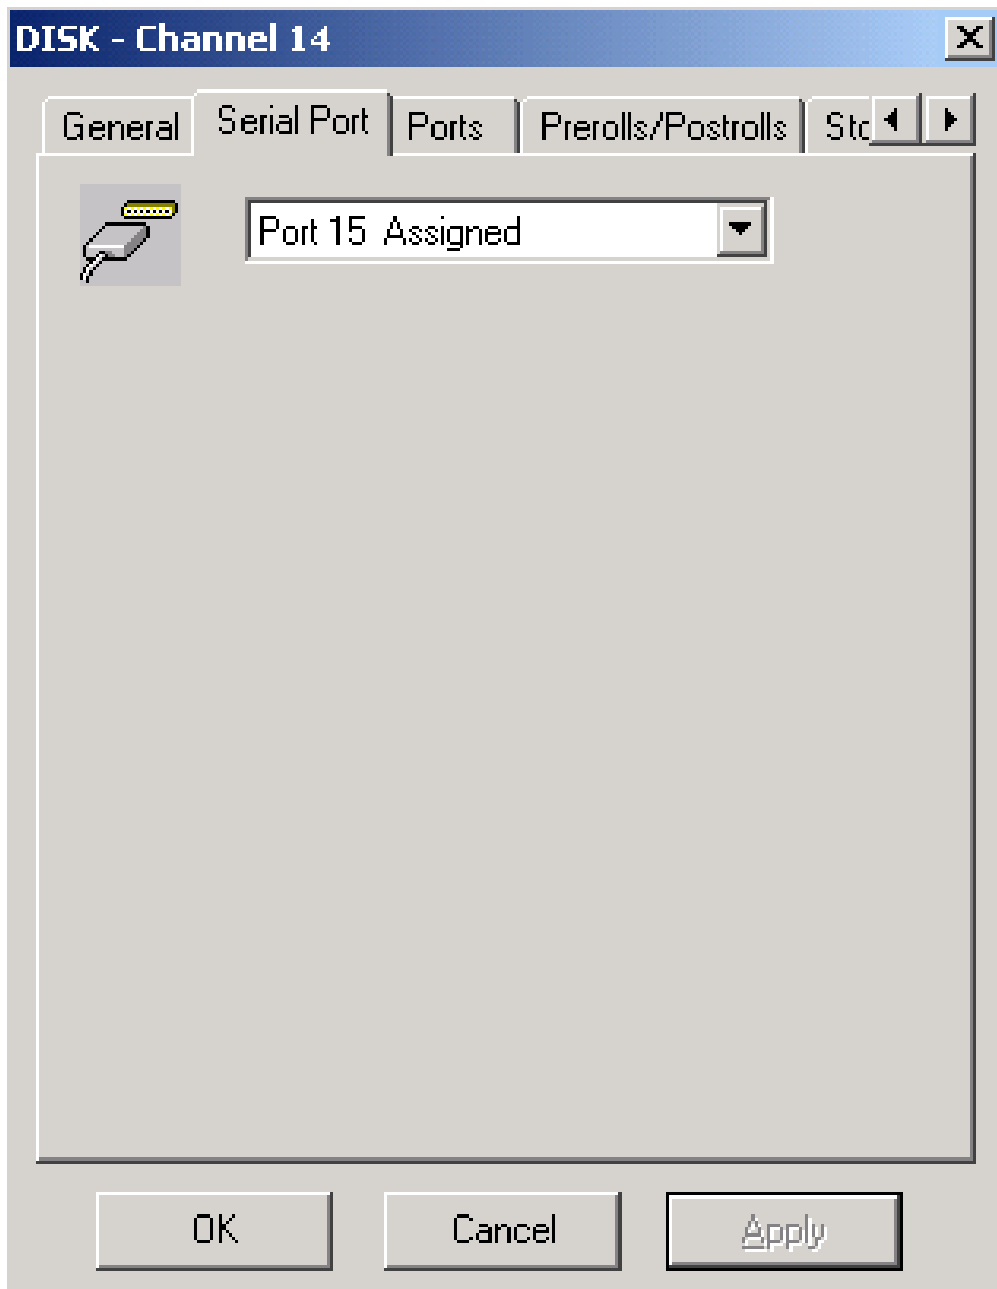 DISK - Channel 14
General Serial Port Ports Prerolls/Postrolls
Port 15 Assigned
OK Cancel Apply